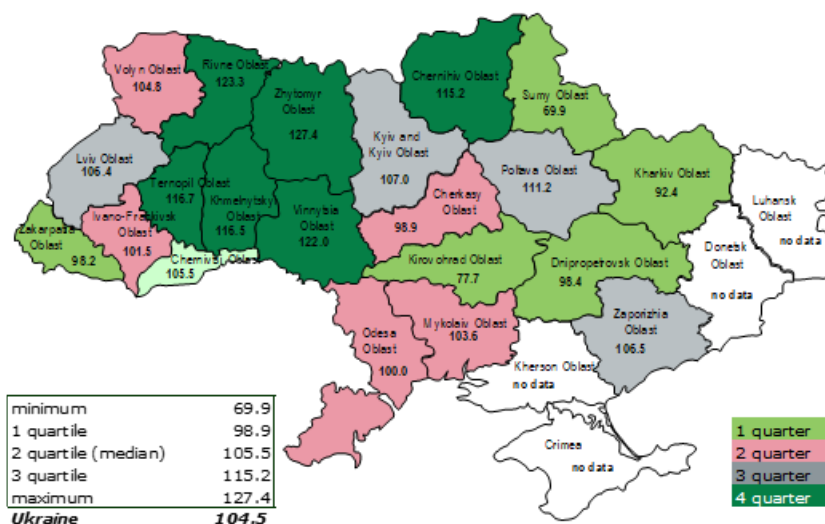 Volyn Oblast
104.8
Rivne Oblast
123.3
Zhytomyr
Oblast
127.4
Chernihiv Oblast
115.2
Sumy Oblast
69.9
Kyiv and
Kyiv Oblast
107.0
Lviv Oblast
106.4
Ternopil Oblast
116.7
Khmelnytsky
Oblast
116.5
Vinnytsia
Oblast
122.0
Cherkasy
Oblast
98.9
Poltava Oblast
111.2
Kharkiv Oblast
92.4
Luhansk
Oblast
no data
Zakarpattia
Oblast
98.2
Ivano-Frankivsk
Oblast
101.5
Chernivtsi Oblast
105.5
Kirovohrad Oblast
77.7
Dnipropetrovsk Oblast
98.4
Donetsk
Oblast
no data
Odesa
Oblast
100.0
Mykolaiv Oblast
103.6
Zaporizhia
Oblast
106.5
Kherson Oblast
no data
Crimea
no data
minimum 69.9
1 quartile 98.9
2 quartile (median) 105.5
3 quartile 115.2
maximum 127.4
Ukraine 104.5
1 quarter
2 quarter
3 quarter
4 quarter